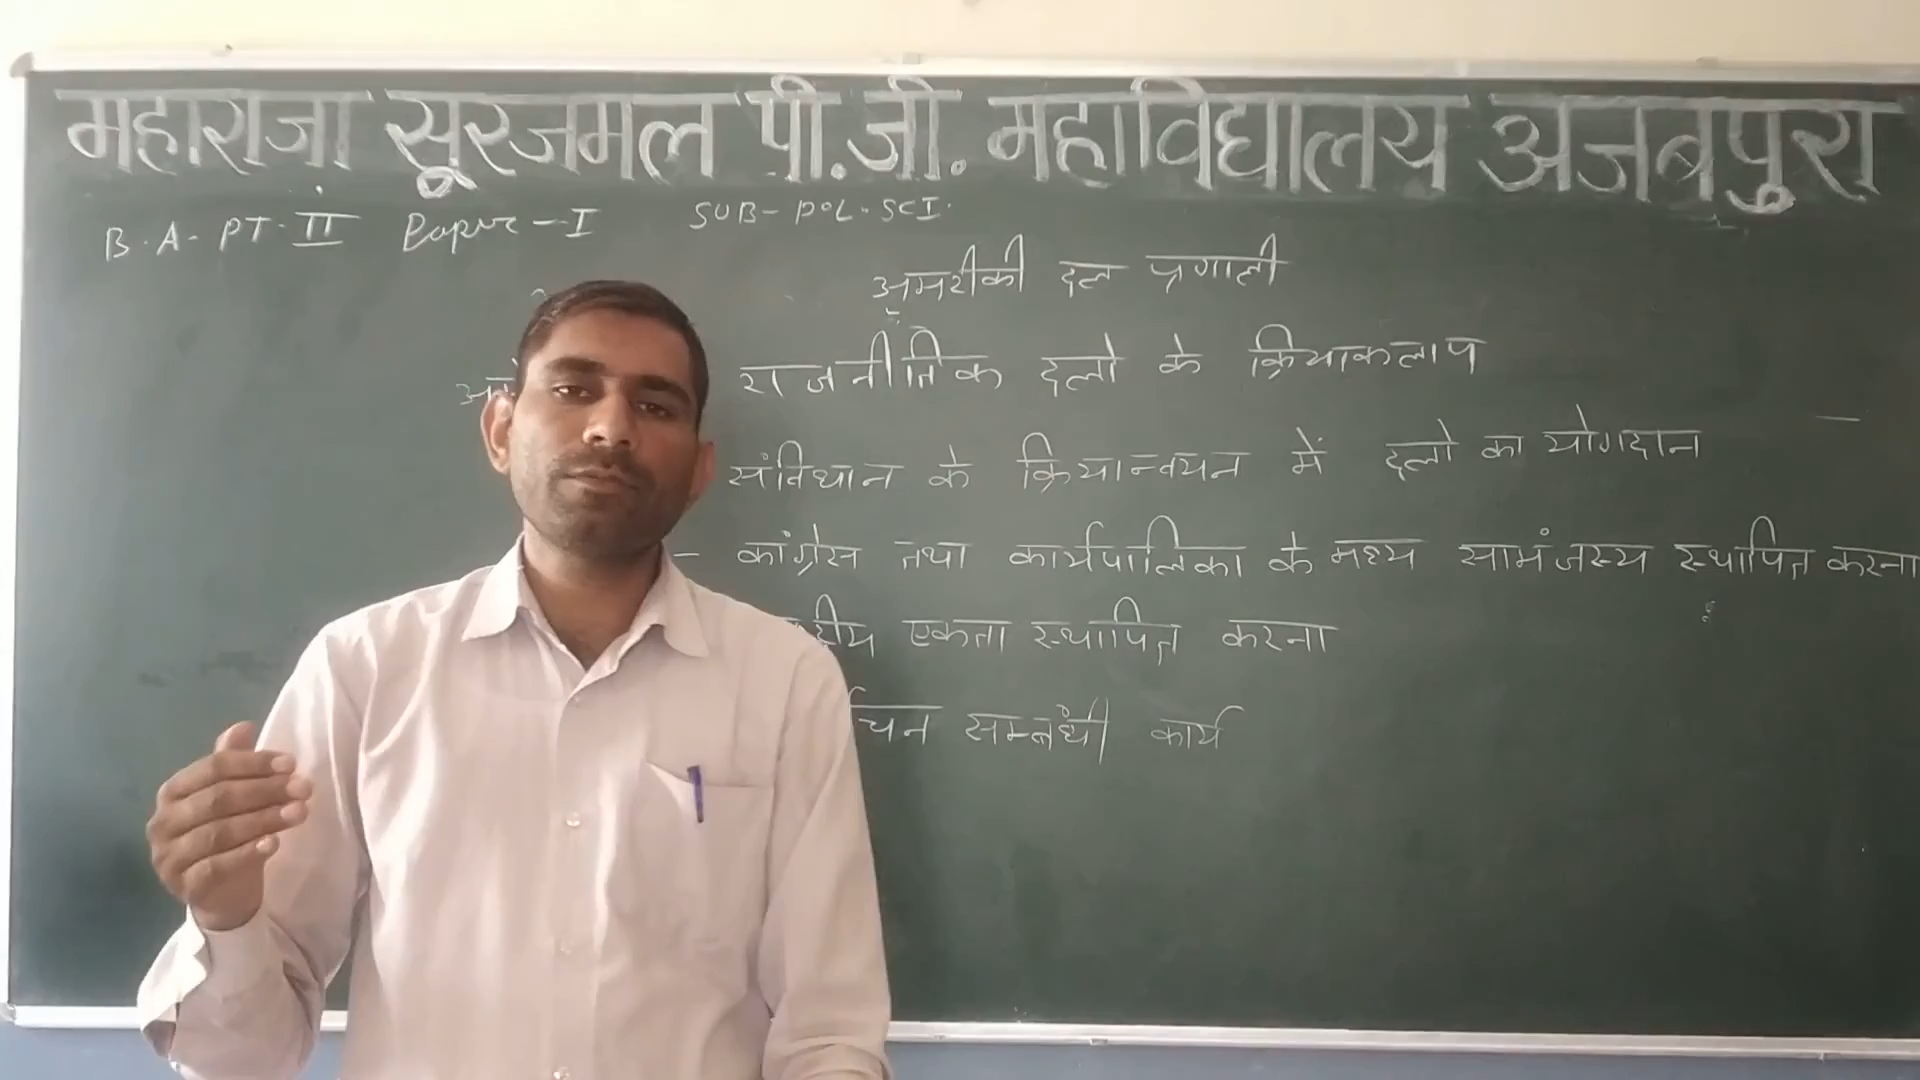 महाराजा सूरजमल पी.जी. महाविद्यालय अजबपुरा
B.A. PT-II Paper-I SUB- POL. SCI.
अमरीकी दल प्रणाली
राजनीतिक दलो के क्रियाकलाप
संविधान के क्रियान्वयन में दलो का योगदान
- कांग्रेस तथा कार्यपालिका के मध्य सामंजस्य स्थापित करना
एकता स्थापित करना
सम्बंधी कार्य